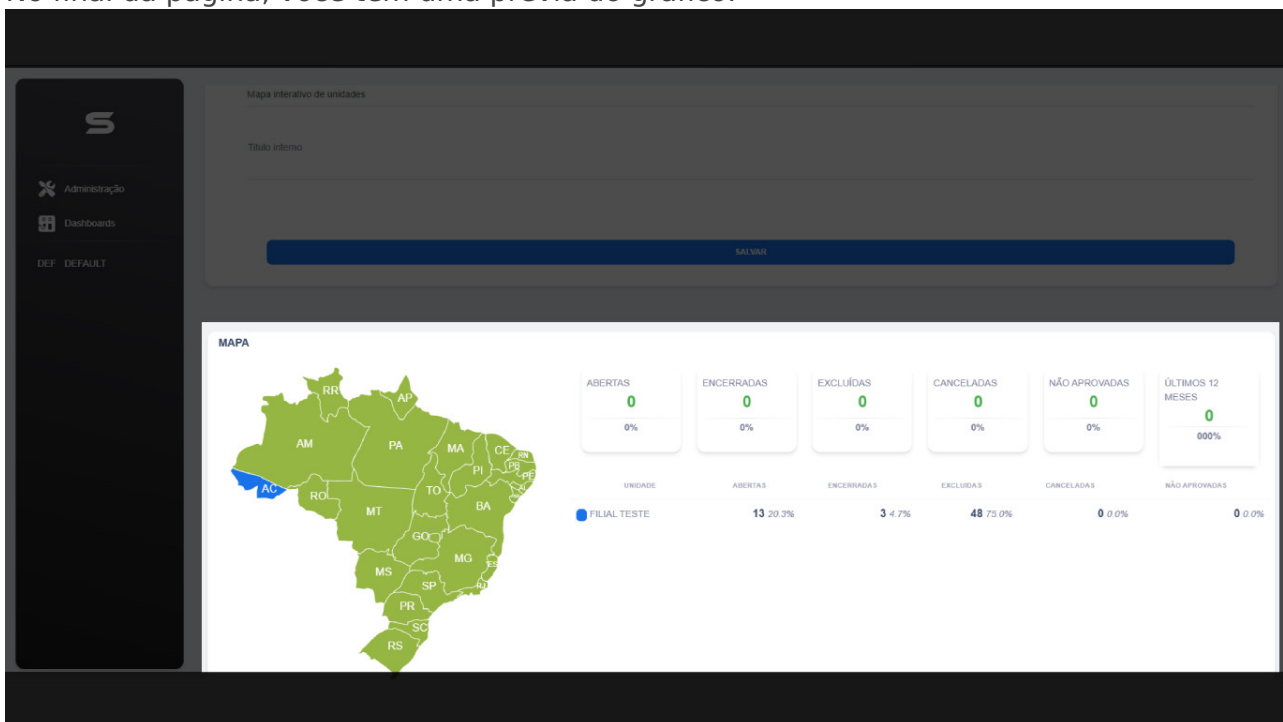 No final da página, você tem uma prévia do gráfico.
Mapa interativo de unidades
Título interno
Administração
Dashboards
DEF DEFAULT
SALVAR
MAPA
RR
AP
AM
PA
MA
CE
RN
PB
PE
PI
AL
AC
RO
TO
MT
BA
GO
MG
ES
MS
SP
RJ
PR
SC
RS
ABERTAS
0
0%
ENCERRADAS
0
0%
EXCLUÍDAS
0
0%
CANCELADAS
0
0%
NÃO APROVADAS
0
0%
ÚLTIMOS 12
MESES
0
000%
UNIDADE ABERTAS ENCERRADAS EXCLUIDAS CANCELADAS NÃO APROVADAS
FILIAL TESTE 13 20.3% 3 4.7% 48 75.0% 0 0.0% 0 0.0%